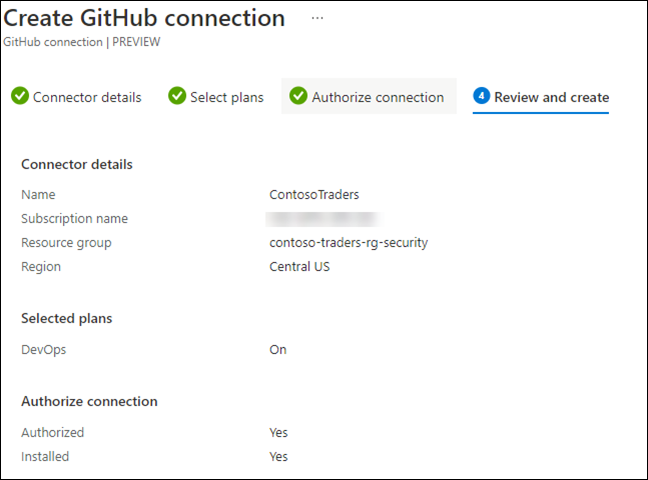 Create GitHub connection ...
GitHub connection | PREVIEW
Connector details Select plans Authorize connection 4 Review and create
Connector details
Name ContosoTraders
Subscription name
Resource group contoso-traders-rg-security
Region Central US
Selected plans
DevOps On
Authorize connection
Authorized Yes
Installed Yes